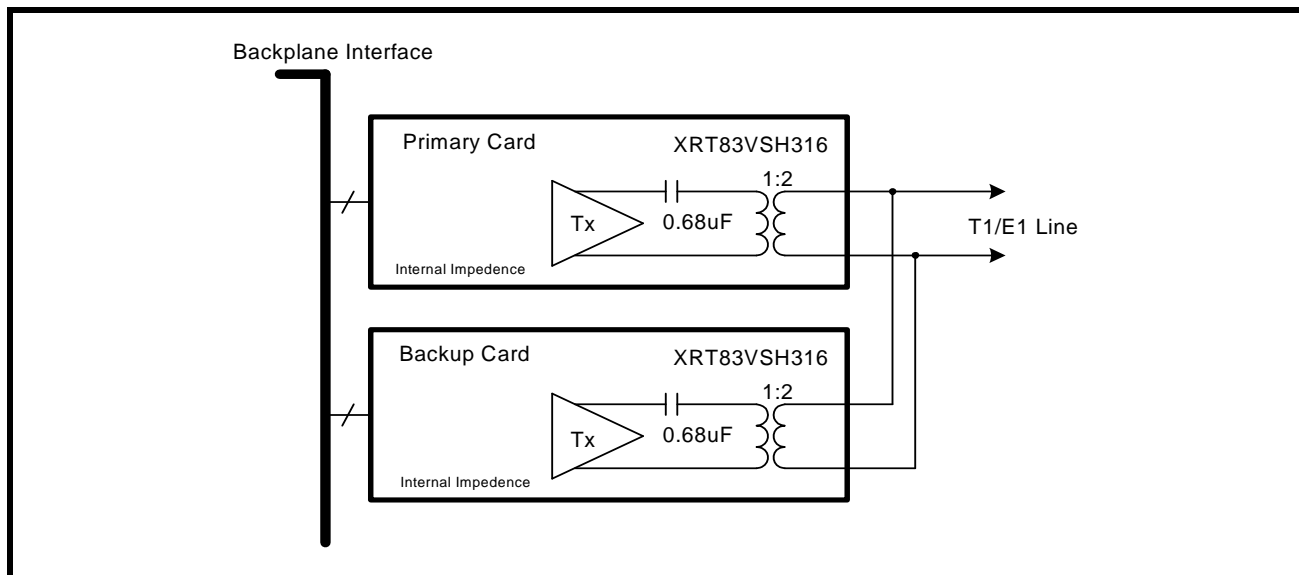 Backplane Interface
Primary Card
XRT83VSH316
1:2
Tx
0.68uF
T1/E1 Line
Internal Impedence
Backup Card
XRT83VSH316
1:2
Tx
0.68uF
Internal Impedence